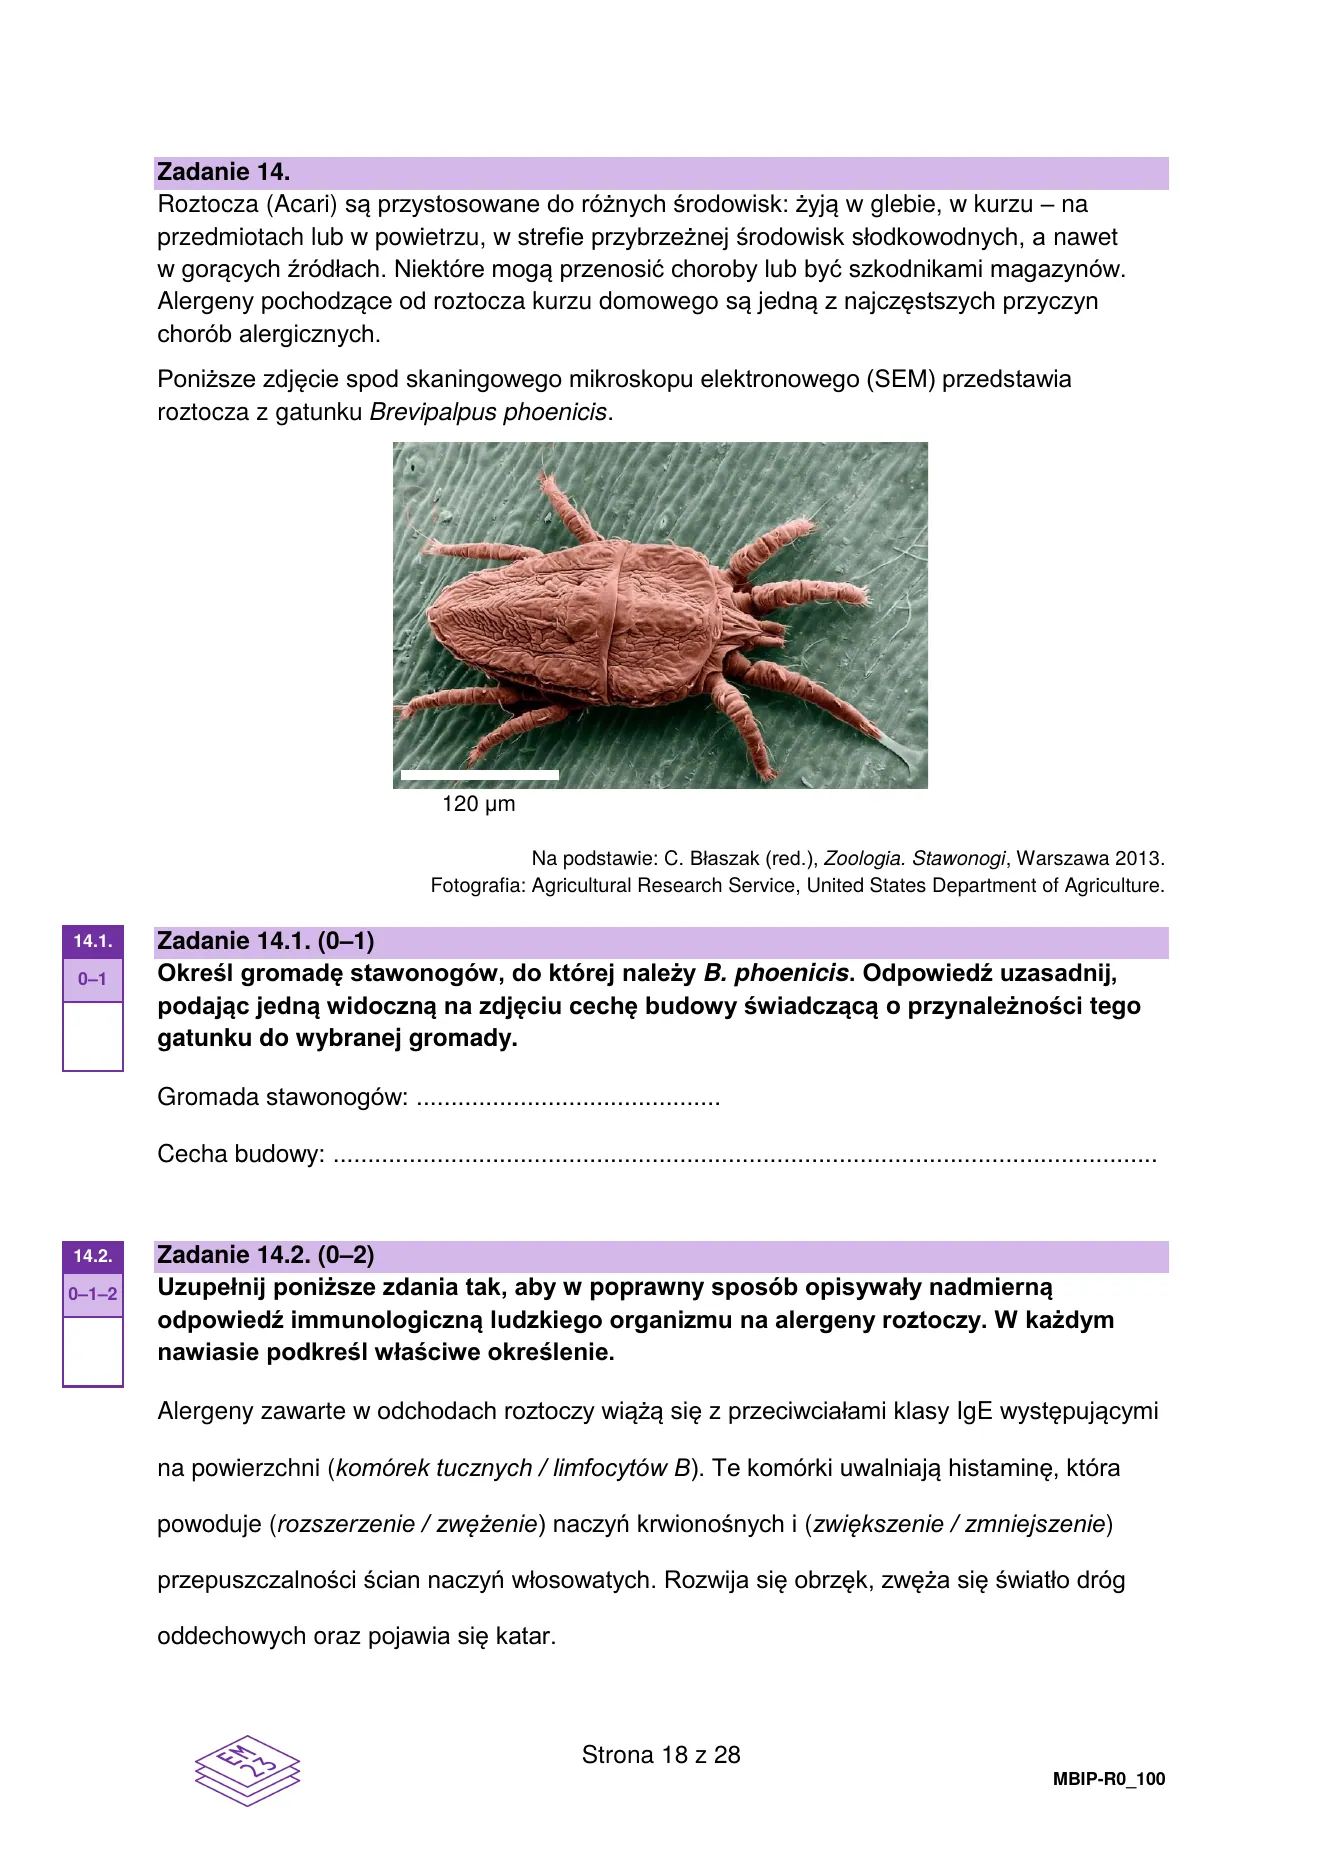 Zadanie 14.
Roztocza (Acari) są przystosowane do różnych środowisk: żyją w glebie, w kurzu – na
przedmiotach lub w powietrzu, w strefie przybrzeżnej środowisk słodkowodnych, a nawet
w gorących źródłach. Niektóre mogą przenosić choroby lub być szkodnikami magazynów.
Alergeny pochodzące od roztocza kurzu domowego są jedną z najczęstszych przyczyn
chorób alergicznych.
Poniższe zdjęcie spod skaningowego mikroskopu elektronowego (SEM) przedstawia
roztocza z gatunku Brevipalpus phoenicis.
120 µm
Na podstawie: C. Błaszak (red.), Zoologia. Stawonogi, Warszawa 2013.
Fotografia: Agricultural Research Service, United States Department of Agriculture.
14.1.
0–1
Zadanie 14.1. (0–1)
Określ gromadę stawonogów, do której należy B. phoenicis. Odpowiedź uzasadnij,
podając jedną widoczną na zdjęciu cechę budowy świadczącą o przynależności tego
gatunku do wybranej gromady.
Gromada stawonogów: ............................................
Cecha budowy: ........................................................................................................................
14.2.
0–1–2
Zadanie 14.2. (0–2)
Uzupełnij poniższe zdania tak, aby w poprawny sposób opisywały nadmierną
odpowiedź immunologiczną ludzkiego organizmu na alergeny roztoczy. W każdym
nawiasie podkreśl właściwe określenie.
Alergeny zawarte w odchodach roztoczy wiążą się z przeciwciałami klasy IgE występującymi
na powierzchni (komórek tucznych / limfocytów B). Te komórki uwalniają histaminę, która
powoduje (rozszerzenie / zwężenie) naczyń krwionośnych i (zwiększenie / zmniejszenie)
przepuszczalności ścian naczyń włosowatych. Rozwija się obrzęk, zwęża się światło dróg
oddechowych oraz pojawia się katar.
EM
23
Strona 18 z 28
MBIP-R0_100